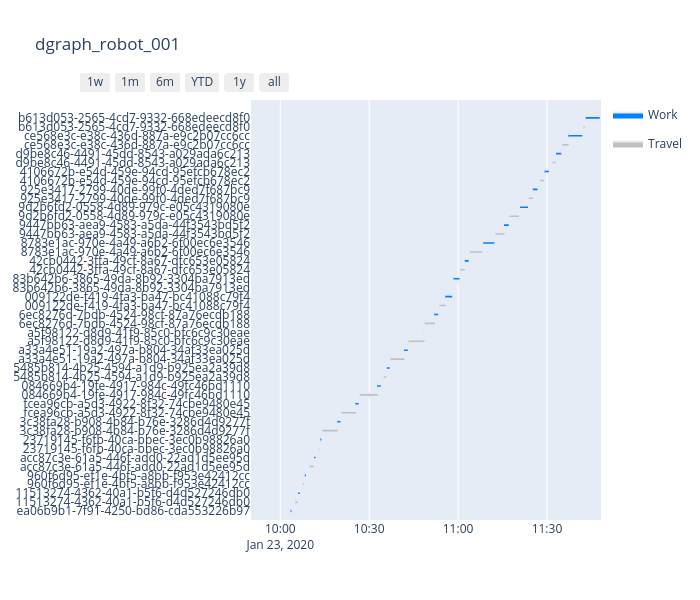 dgraph_robot_001
1w 1m 6m YTD 1y all
b613d053-2565-4cd7-9332-668edeecd8f0
b613d053-2565-4cd7-9332-668edeecd8f0
ce568e3c-e38c-436d-887a-e9c2b07cc6cc
ce568e3c-e38c-436d-887a-e9c2b07cc6cc
d9be8c46-4491-45dd-8543-a029ada6c213
d9be8c46-4491-45dd-8543-a029ada6c213
4106672b-e54d-459e-94cd-95efcb678ec2
4106672b-e54d-459e-94cd-95efcb678ec2
925e3417-2799-40de-99f0-4ded7f687bc9
925e3417-2799-40de-99f0-4ded7f687bc9
9d2b6fd2-0558-4d89-979c-e05c4319080e
9d2b6fd2-0558-4d89-979c-e05c4319080e
9447bb63-aea9-4583-a5da-44f3543bd5f2
9447bb63-aea9-4583-a5da-44f3543bd5f2
8783e1ac-970e-4a49-a6b2-6f00ec6e3546
8783e1ac-970e-4a49-a6b2-6f00ec6e3546
42cb0442-3ffa-49cf-8a67-dfc653e05824
42cb0442-3ffa-49cf-8a67-dfc653e05824
83b642b6-3865-49da-8b92-3304ba7913ed
83b642b6-3865-49da-8b92-3304ba7913ed
009122de-f419-4fa3-ba47-bc41088c79f4
009122de-f419-4fa3-ba47-bc41088c79f4
6ec8276d-7bdb-4524-98cf-87a76ecdb188
6ec8276d-7bdb-4524-98cf-87a76ecdb188
a5f98122-d8d9-41f9-85c0-bfc6c9c30eae
a5f98122-d8d9-41f9-85c0-bfc6c9c30eae
a33a4e51-19a2-497a-b804-34af33ea025d
a33a4e51-19a2-497a-b804-34af33ea025d
5485b814-4b25-4594-a1d9-b925ea2a39d8
5485b814-4b25-4594-a1d9-b925ea2a39d8
084669b4-19fe-4917-984c-49fc46bd1110
084669b4-19fe-4917-984c-49fc46bd1110
fcea96cb-a5d3-4922-8f32-74cbfe9480e45
fcea96cb-a5d3-4922-8f32-74cbfe9480e45
3c38fa28-b908-4b84-b76e-3286d4d9277f
3c38fa28-b908-4b84-b76e-3286d4d9277f
23719145-f6fb-40ca-bbec-3ec0b98826a0
23719145-f6fb-40ca-bbec-3ec0b98826a0
acc87c3e-61a5-446f-add0-22ad1d5ee95d
acc87c3e-61a5-446f-add0-22ad1d5ee95d
960f6d95-ef1e-4bf5-a8bb-f953e42412cc
960f6d95-ef1e-4bf5-a8bb-f953e42412cc
11513274-4362-40a1-b5f6-d4d527246db0
11513274-4362-40a1-b5f6-d4d527246db0
ea06b9b1-7f91-4250-bd86-cda553226b97
10:00 10:30 11:00 11:30
Jan 23, 2020
Work
Travel